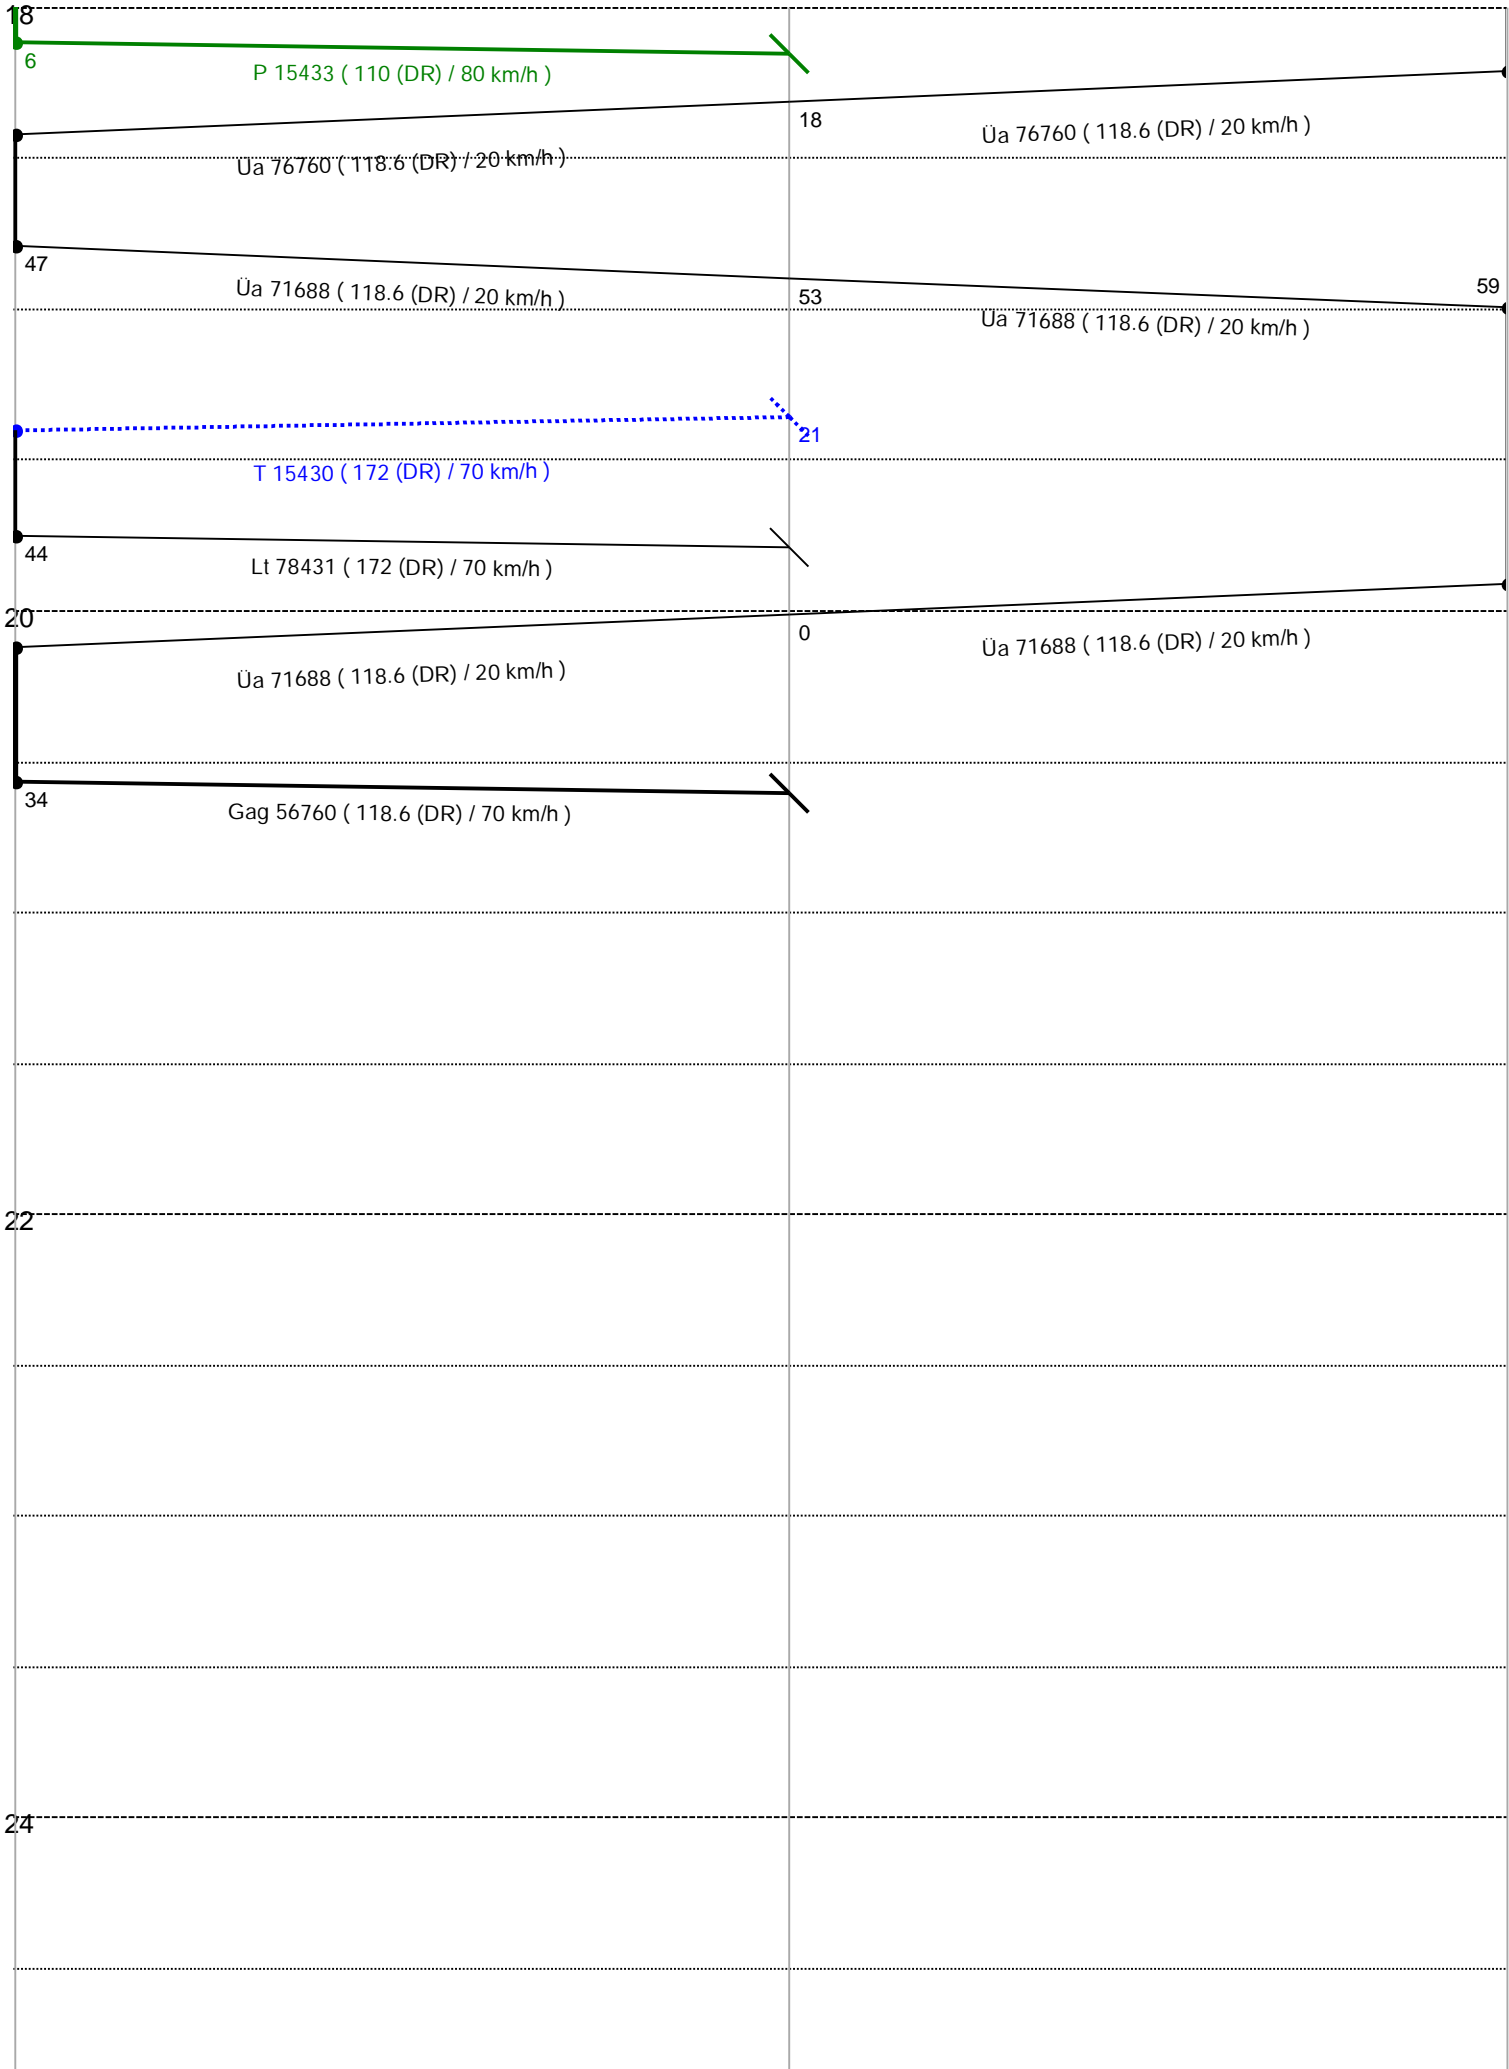 18
6
P 15433 ( 110 (DR) / 80 km/h )
18
Üa 76760 ( 118.6 (DR) / 20 km/h )
Üa 76760 ( 118.6 (DR) / 20 km/h )
47
Üa 71688 ( 118.6 (DR) / 20 km/h )
53
59
Üa 71688 ( 118.6 (DR) / 20 km/h )
21
T 15430 ( 172 (DR) / 70 km/h )
44
Lt 78431 ( 172 (DR) / 70 km/h )
20
0
Üa 71688 ( 118.6 (DR) / 20 km/h )
Üa 71688 ( 118.6 (DR) / 20 km/h )
34
Gag 56760 ( 118.6 (DR) / 70 km/h )
22
24